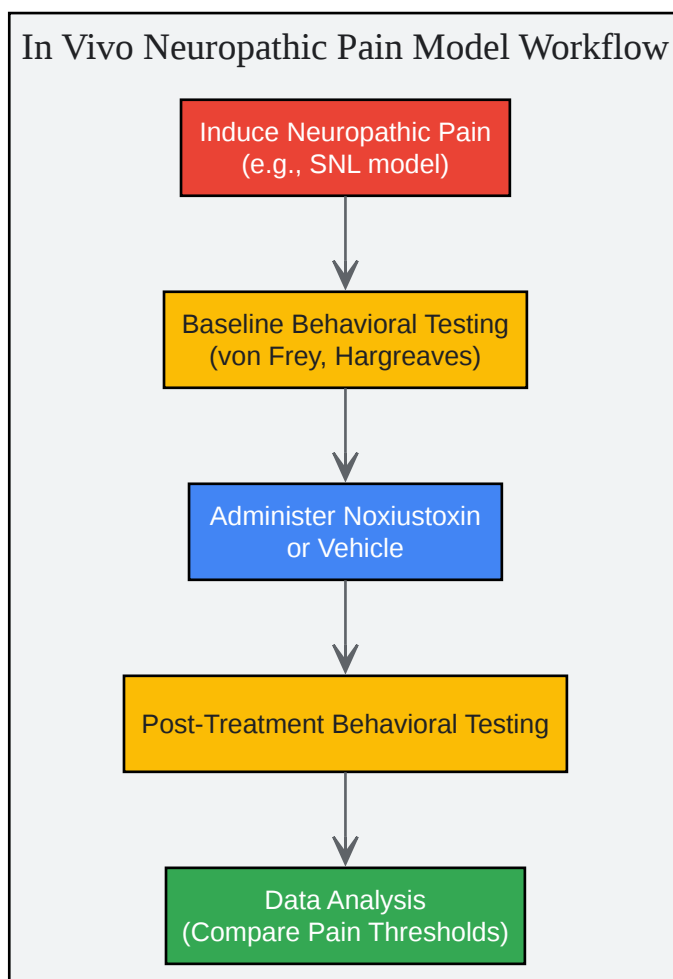 In Vivo Neuropathic Pain Model Workflow
Induce Neuropathic Pain
(e.g., SNL model)
Baseline Behavioral Testing
(von Frey, Hargreaves)
Administer Noxiustoxin
or Vehicle
Post-Treatment Behavioral Testing
Data Analysis
(Compare Pain Thresholds)